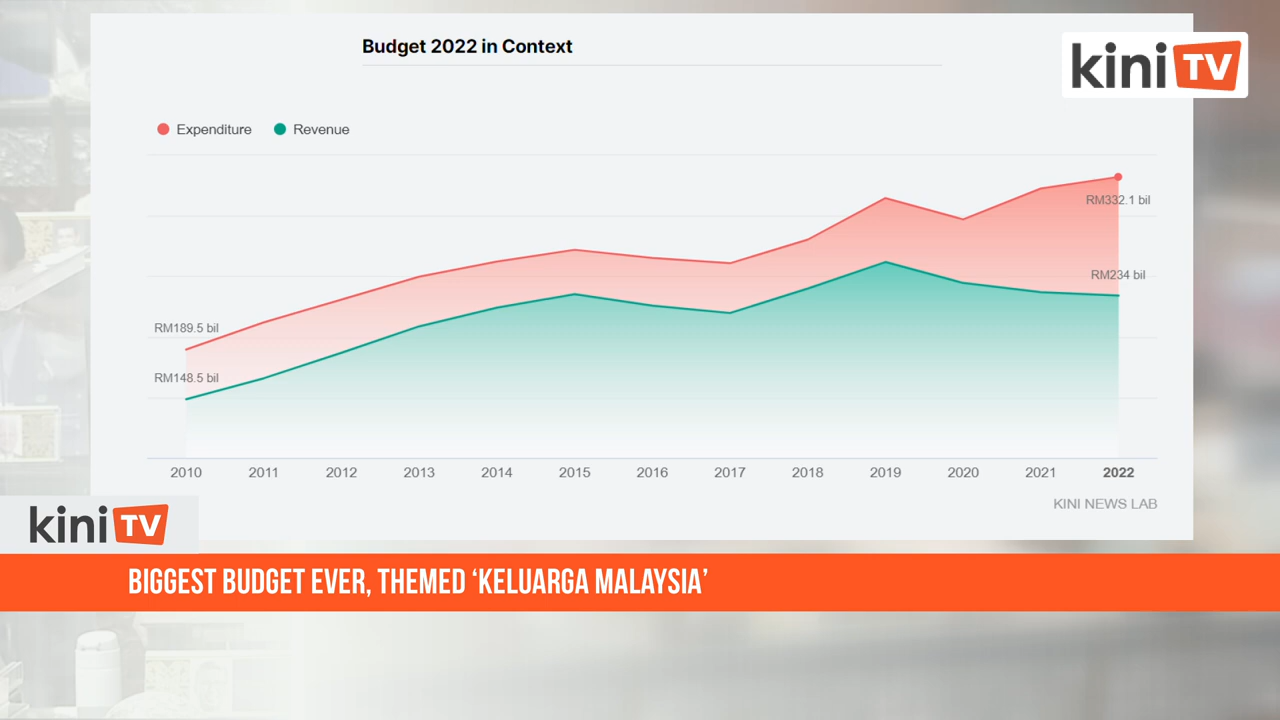 Budget 2022 in Context
kini TV
Expenditure Revenue
RM332.1 bil
RM234 bil
RM189.5 bil
RM148.5 bil
2010 2011 2012 2013 2014 2015 2016 2017 2018 2019 2020 2021 2022
KINI NEWS LAB
kini TV
BIGGEST BUDGET EVER, THEMED ‘KELUARGA MALAYSIA’